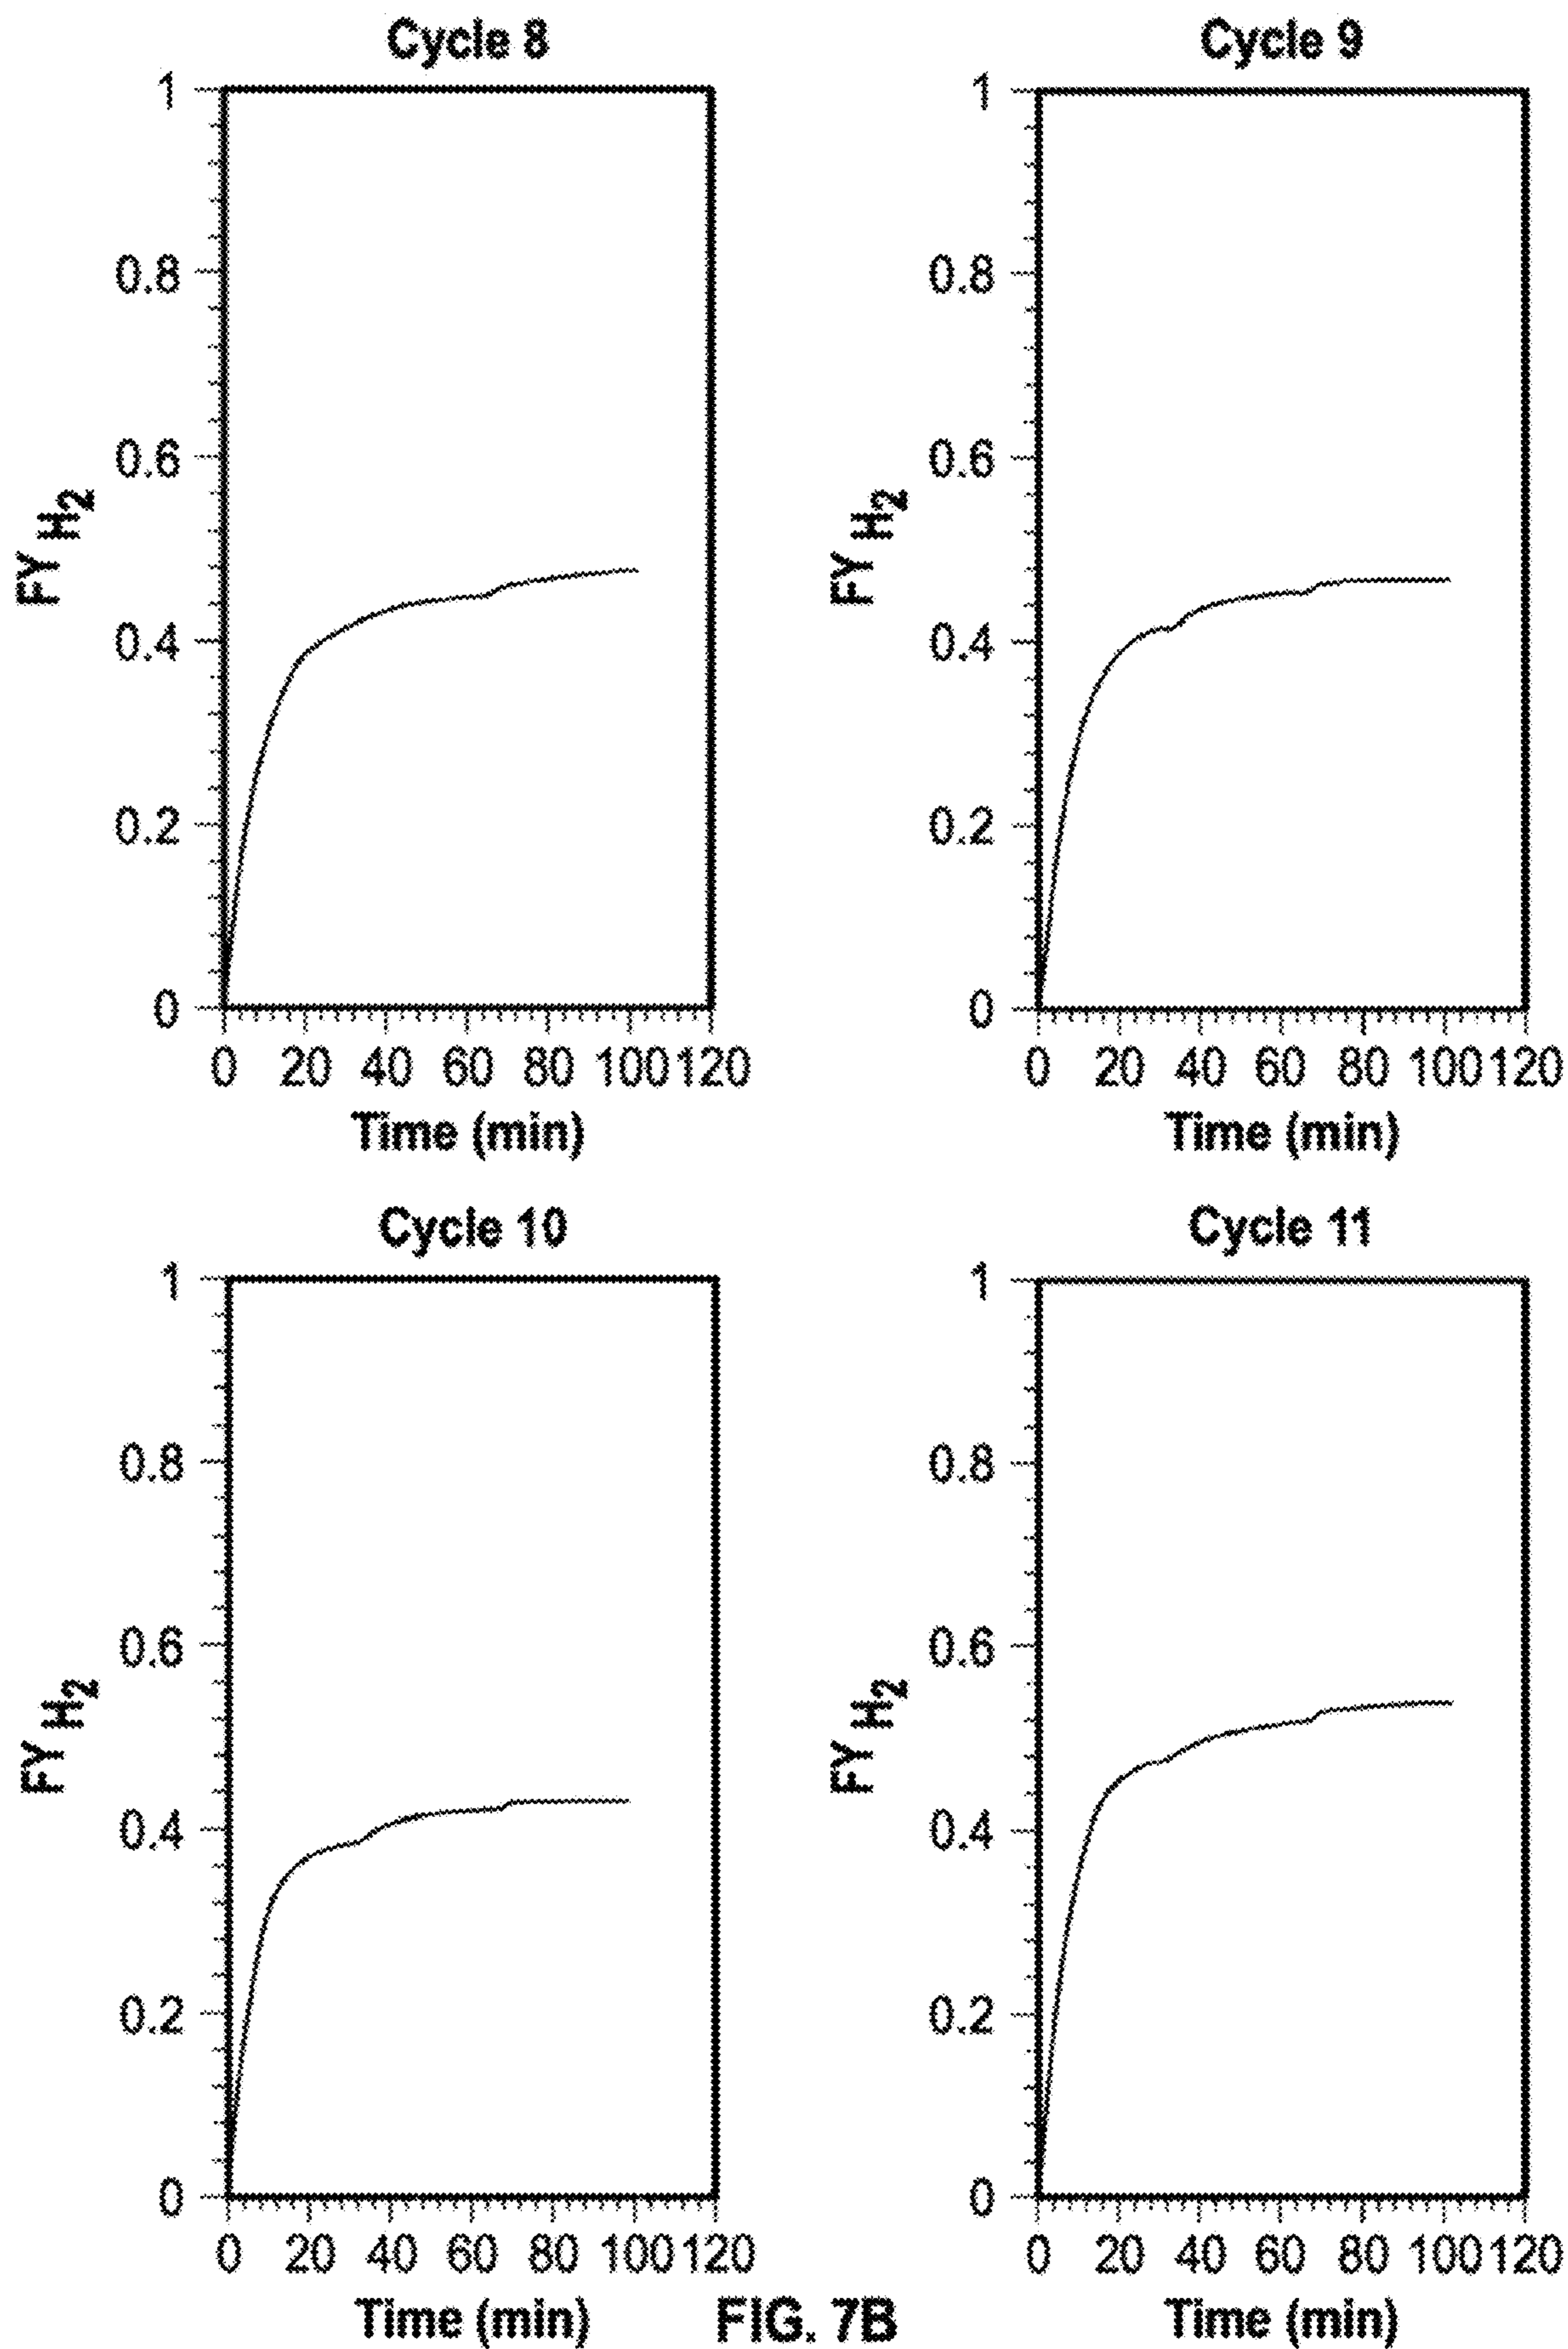 Cycle 8
1
0.8
0.6
0.4
0.2
0
FY H2
0 20 40 60 80 100 120
Time (min)
Cycle 9
1
0.8
0.6
0.4
0.2
0
FY H2
0 20 40 60 80 100 120
Time (min)
Cycle 10
1
0.8
0.6
0.4
0.2
0
FY H2
0 20 40 60 80 100 120
Time (min)
Cycle 11
1
0.8
0.6
0.4
0.2
0
FY H2
0 20 40 60 80 100 120
Time (min)
FIG. 7B